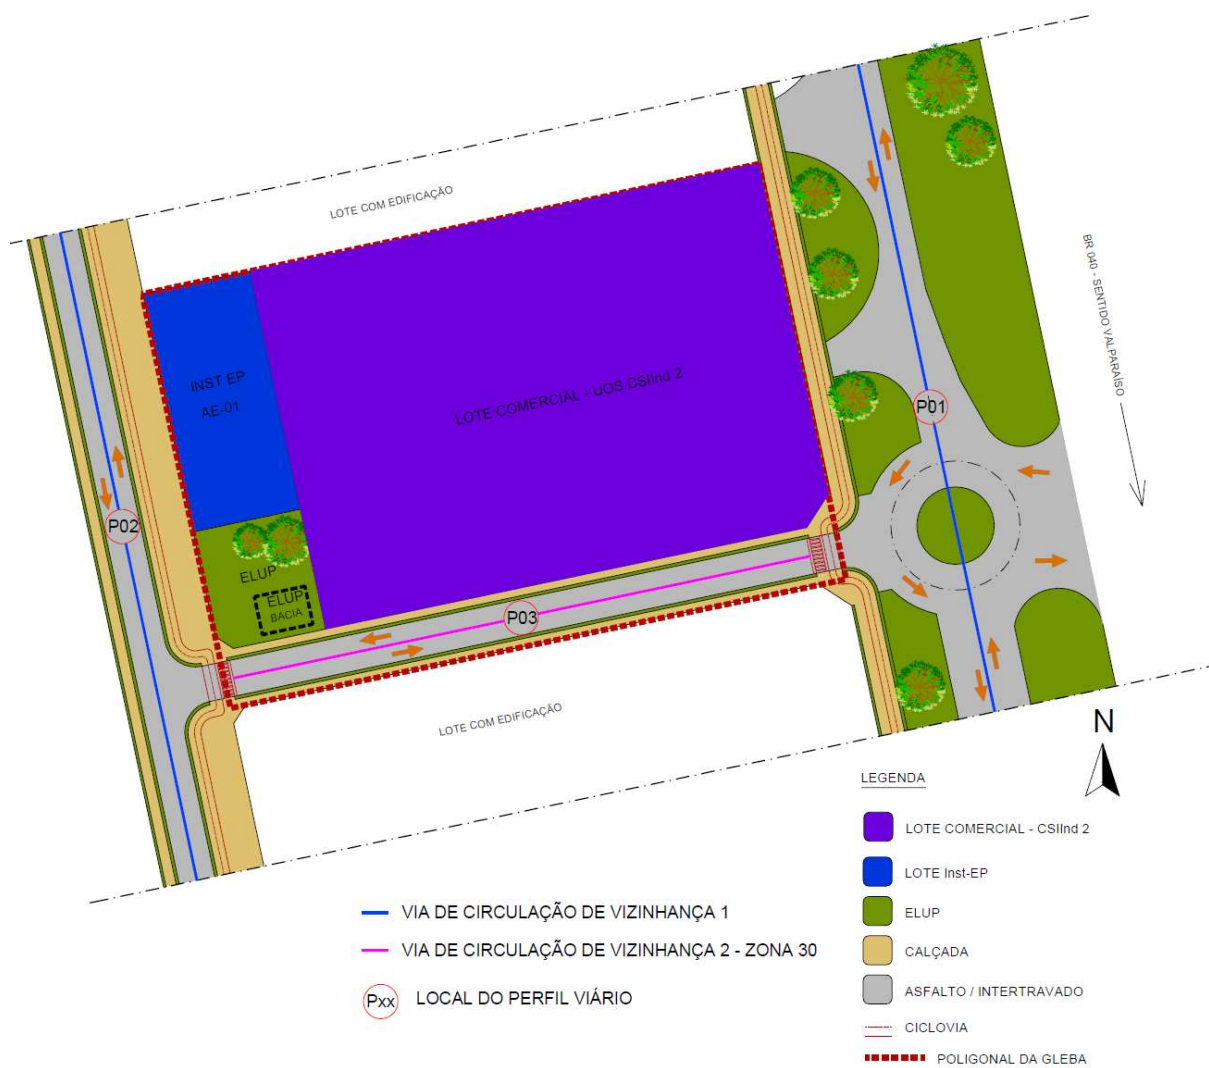 LOTE COM EDIFICAÇÃO
BR 040 - SENTIDO VALPARAÍSO
INST EP
AE-01
LOTE COMERCIAL - UOS CSIInd 2
P01
P02
ELUP
ELUP
BACIA
P03
LOTE COM EDIFICAÇÃO
N
LEGENDA
LOTE COMERCIAL - CSIInd 2
LOTE Inst-EP
ELUP
CALÇADA
ASFALTO / INTERTRAVADO
CICLOVIA
POLIGONAL DA GLEBA
VIA DE CIRCULAÇÃO DE VIZINHANÇA 1
VIA DE CIRCULAÇÃO DE VIZINHANÇA 2 - ZONA 30
Pxx LOCAL DO PERFIL VIÁRIO